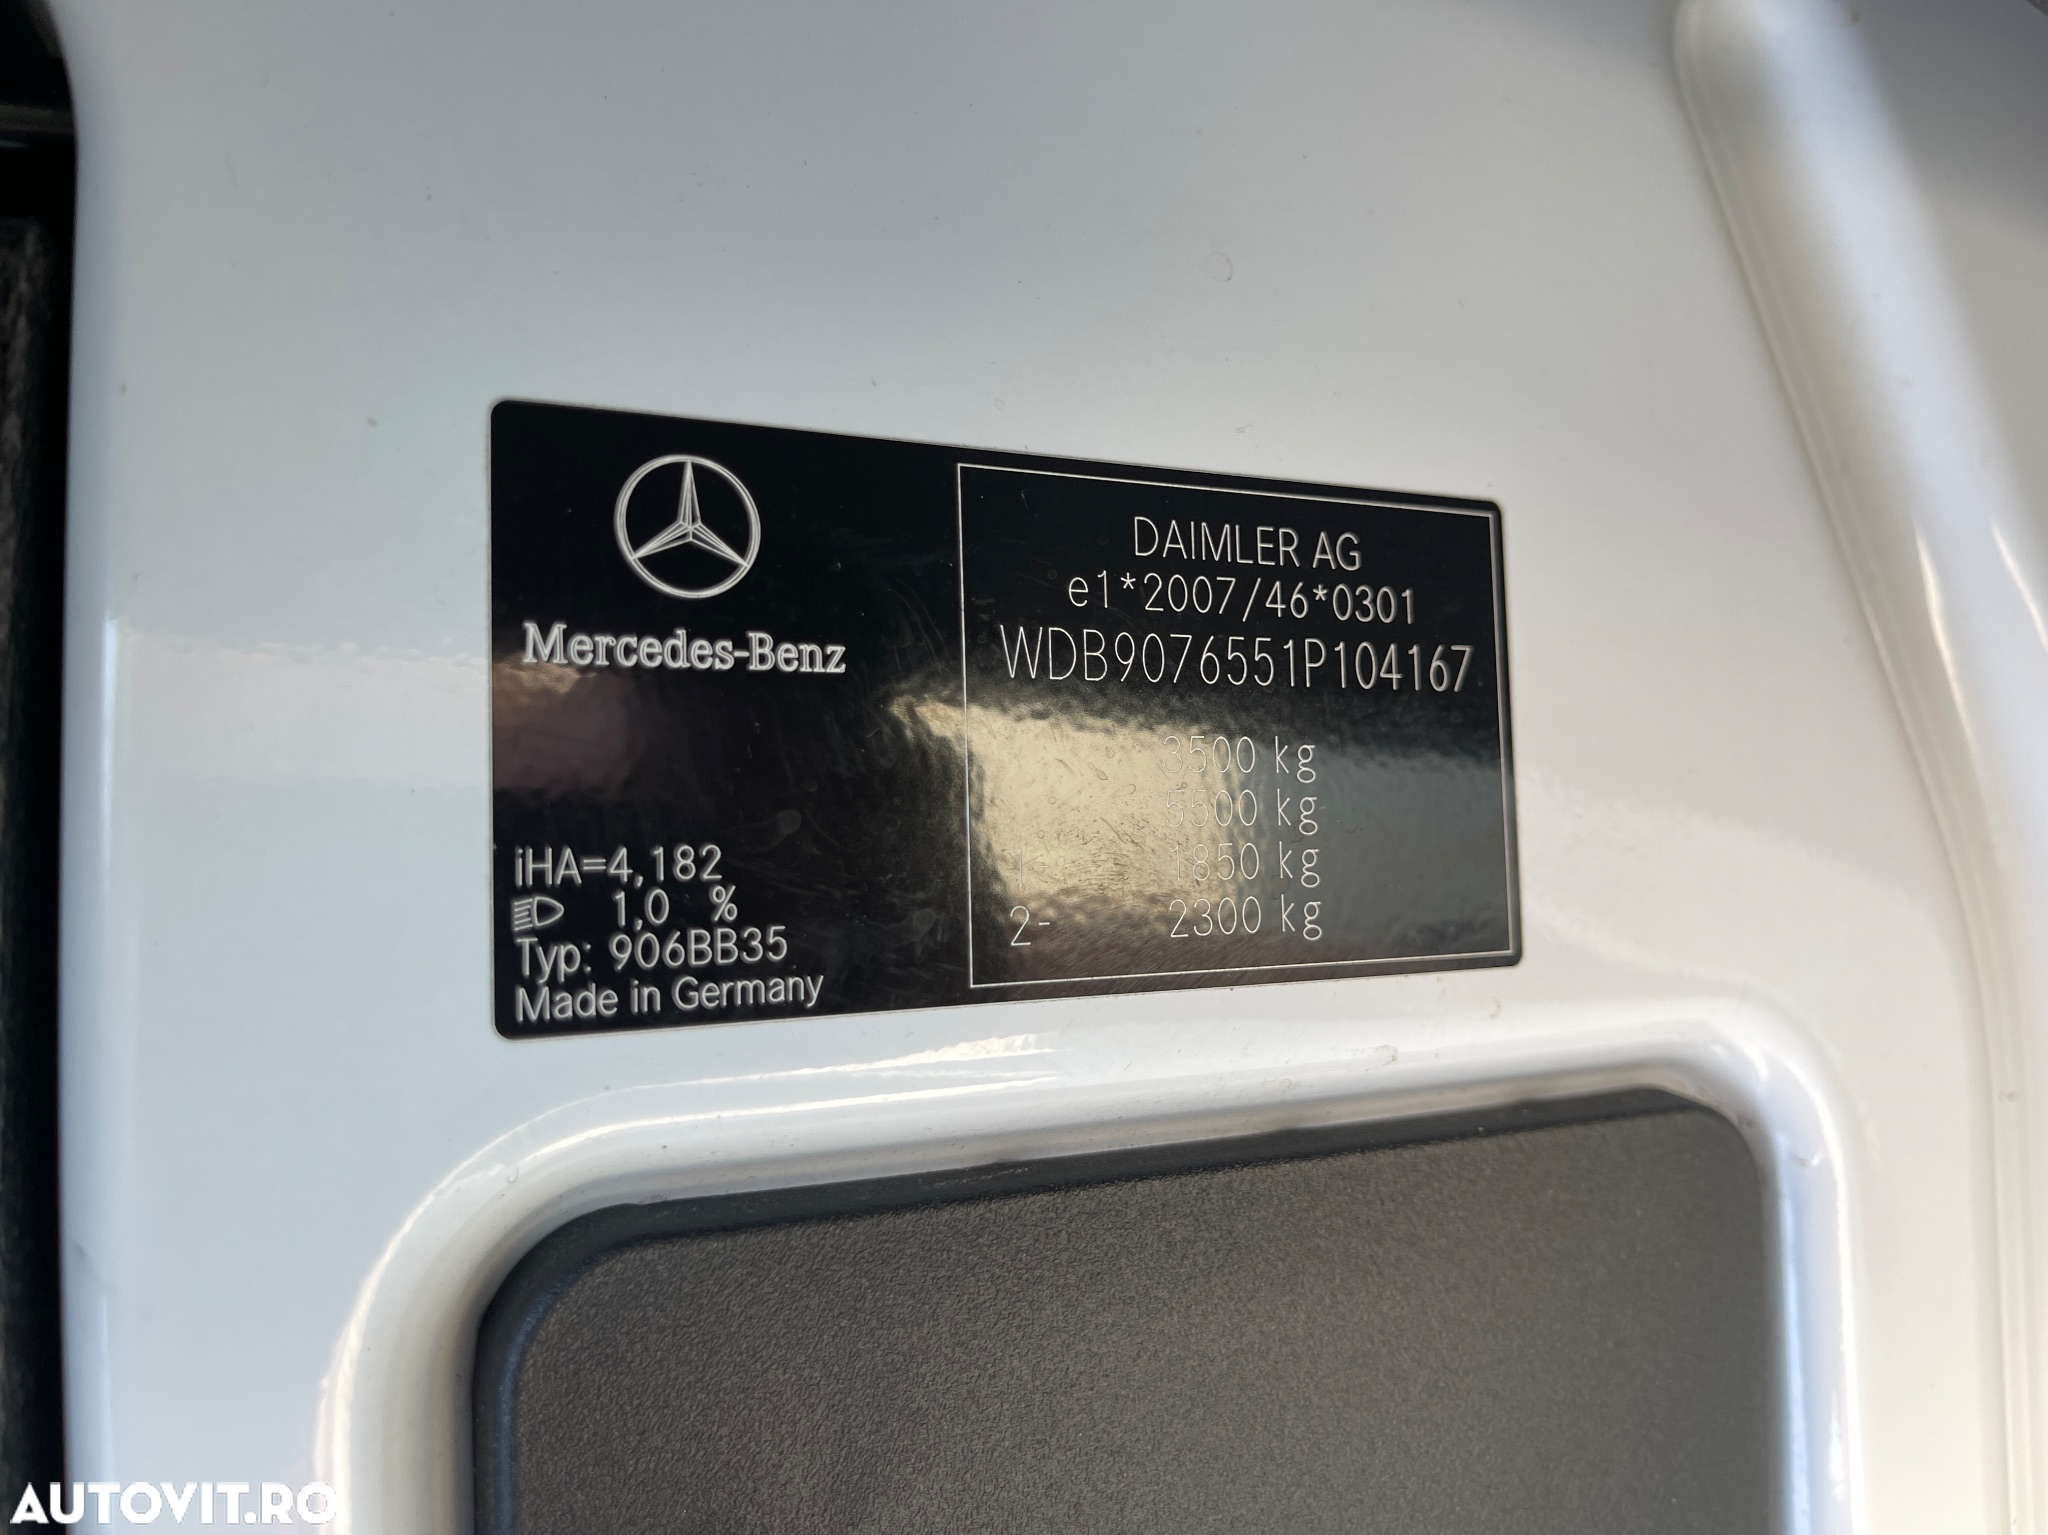 Mercedes-Benz
iHA=4,182
1,0 %
Typ: 906BB35
Made in Germany
DAIMLER AG
e1*2007/46*0301
WDB9076551P104167
3500 kg
5500 kg
1- 1850 kg
2- 2300 kg
AUTOVIT.RO